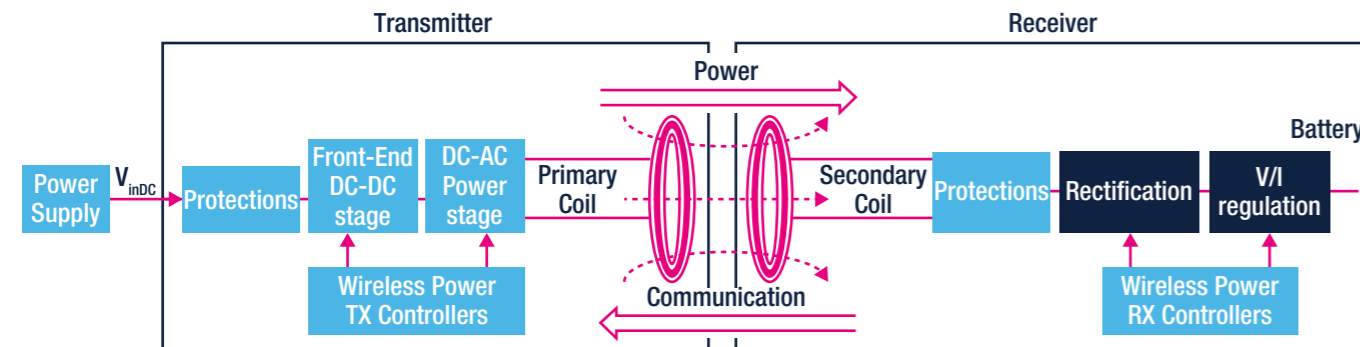 Transmitter
Receiver
Power
Battery
Power
Supply
VinDC
Protections
Front-End
DC-DC
stage
DC-AC
Power
stage
Primary
Coil
Secondary
Coil
Protections
Rectification
V/I
regulation
Wireless Power
TX Controllers
Communication
Wireless Power
RX Controllers